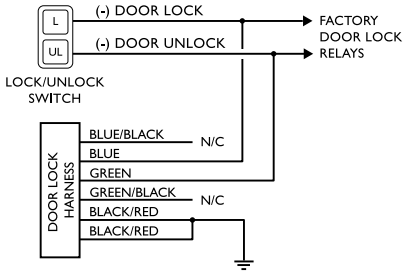 L
(-) DOOR LOCK
FACTORY
UL
(-) DOOR UNLOCK
DOOR LOCK
RELAYS
LOCK/UNLOCK
SWITCH
DOOR LOCK
HARNESS
BLUE/BLACK
N/C
BLUE
GREEN
GREEN/BLACK
N/C
BLACK/RED
BLACK/RED